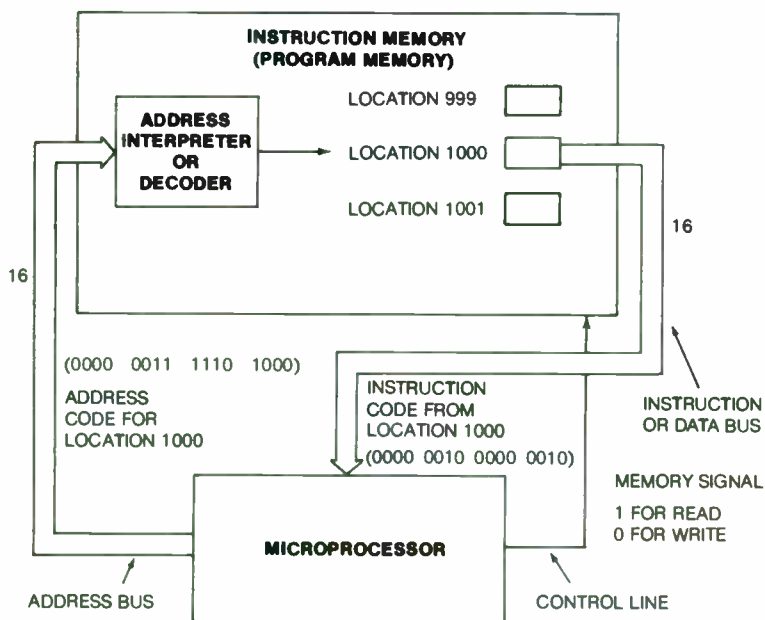 INSTRUCTION MEMORY
(PROGRAM MEMORY)
ADDRESS
INTERPRETER
OR
DECODER
LOCATION 999
LOCATION 1000
LOCATION 1001
16
16
(0000 0011 1110 1000)
ADDRESS
CODE FOR
LOCATION 1000
INSTRUCTION
CODE FROM
LOCATION 1000
(0000 0010 0000 0010)
INSTRUCTION
OR DATA BUS
MEMORY SIGNAL
1 FOR READ
0 FOR WRITE
MICROPROCESSOR
ADDRESS BUS
CONTROL LINE